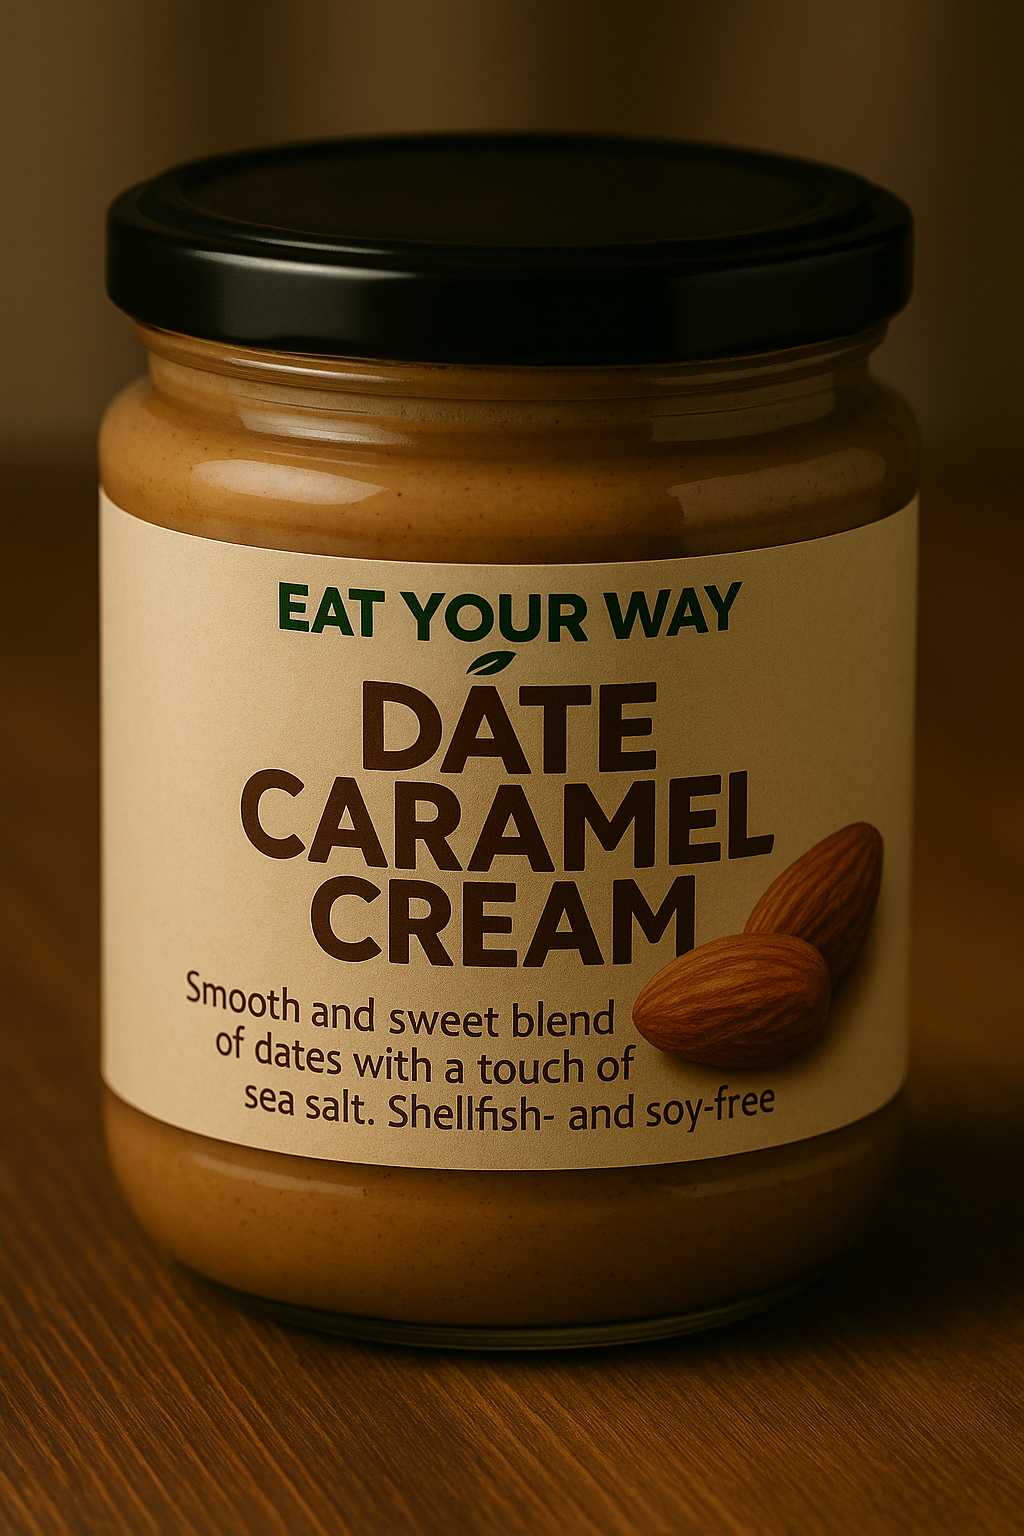 EAT YOUR WAY
DATE
CARAMEL
CREAM
Smooth and sweet blend
of dates with a touch of
sea salt. Shellfish- and soy-free